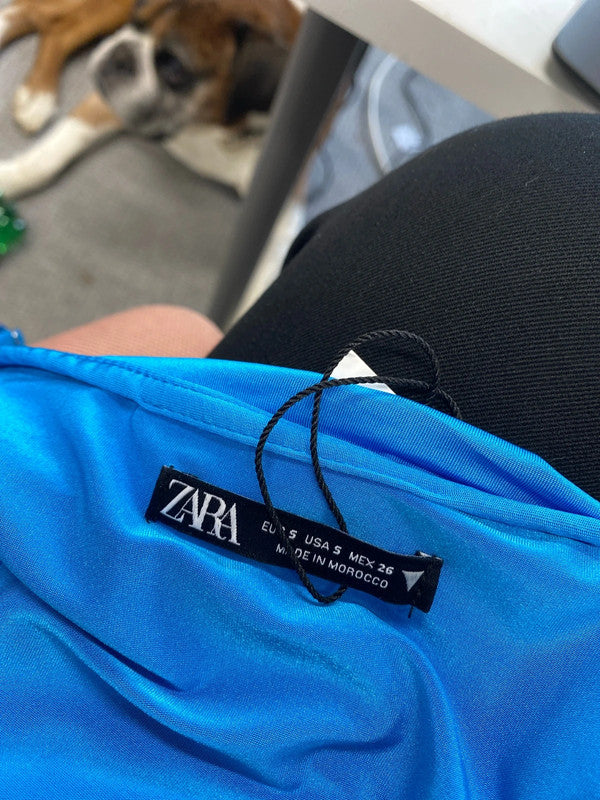 ZARA
EUR S USA S MEX 26
MADE IN MOROCCO